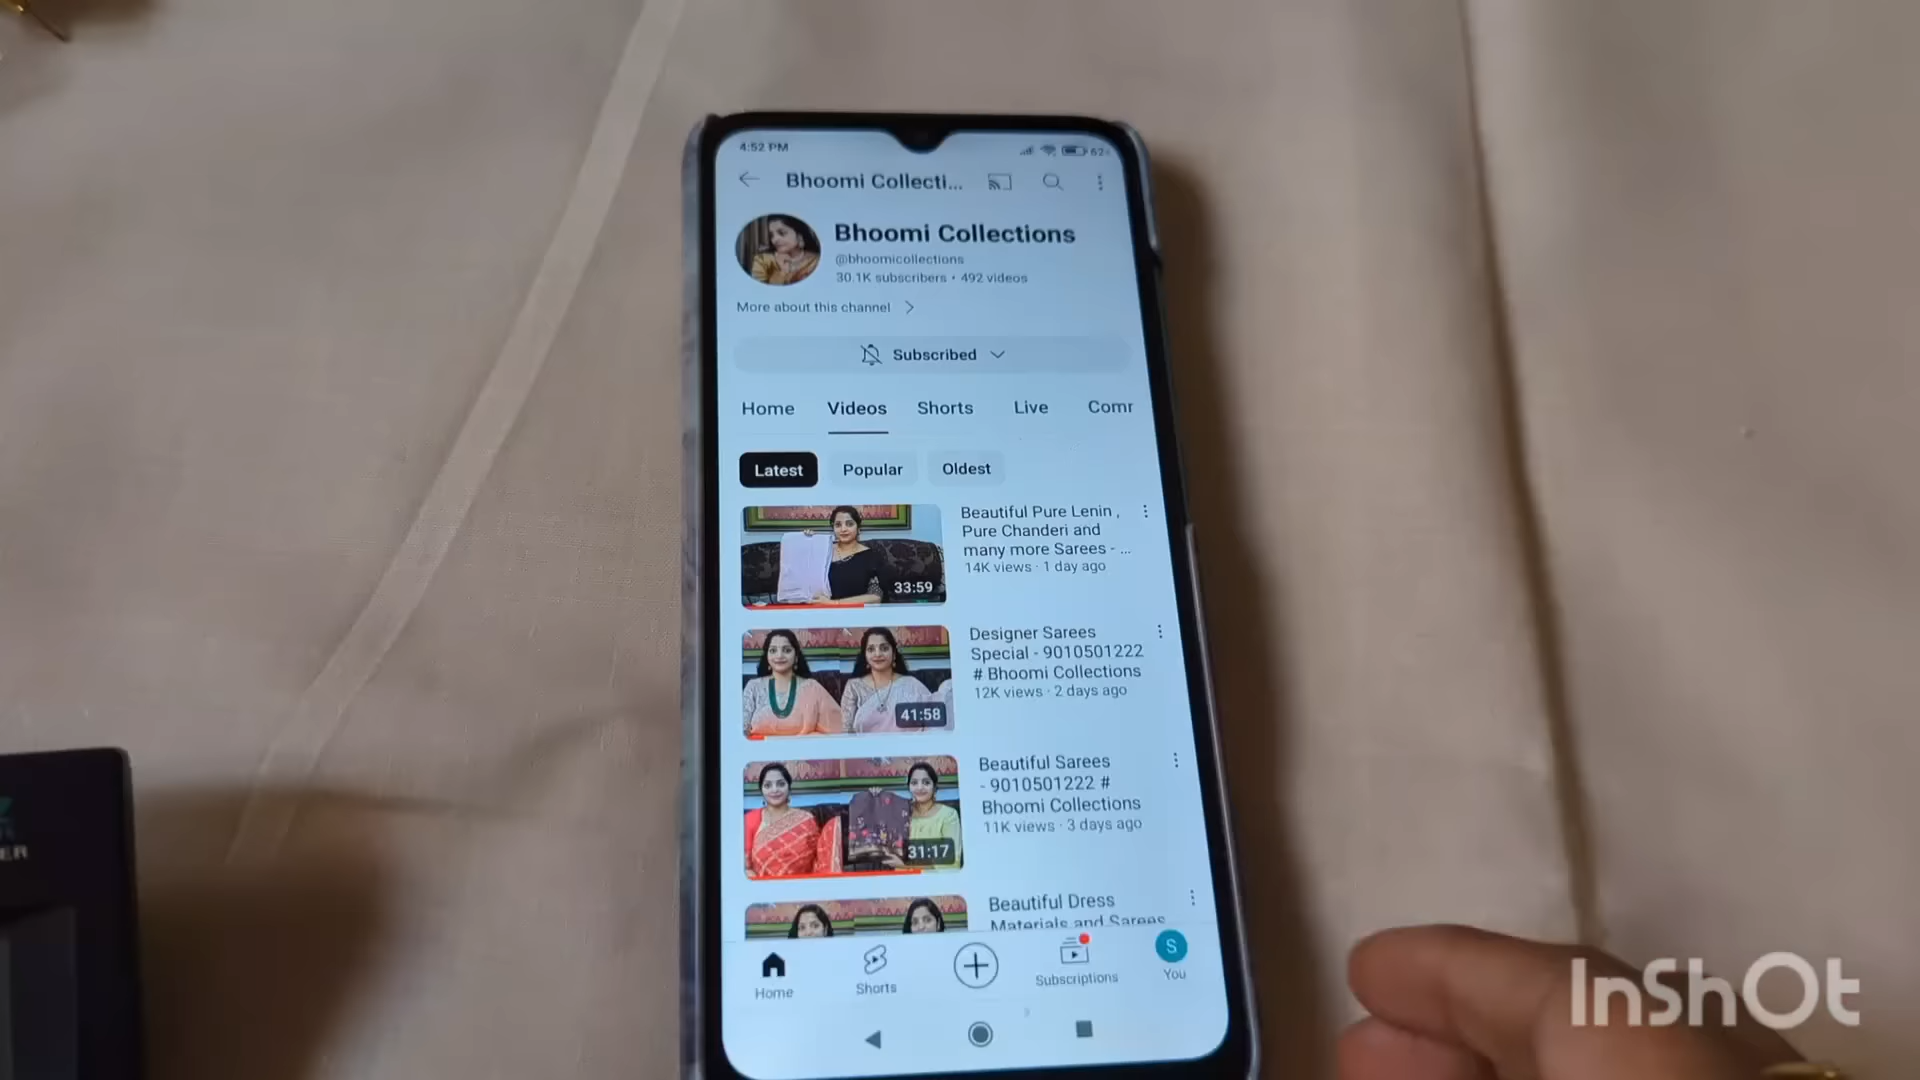 4:52 PM
62
Bhoomi Collecti...
Bhoomi Collections
@bhoomicollections
30.1K subscribers • 492 videos
More about this channel
Subscribed
Home Videos Shorts Live Comr
Latest Popular Oldest
Beautiful Pure Lenin ,
Pure Chanderi and
many more Sarees - ...
14K views · 1 day ago
33:59
Designer Sarees
Special - 9010501222
# Bhoomi Collections
12K views · 2 days ago
41:58
Beautiful Sarees
- 9010501222 #
Bhoomi Collections
11K views · 3 days ago
31:17
Beautiful Dress
Materials and Sarees
Home Shorts Subscriptions S You
ER
InShOt